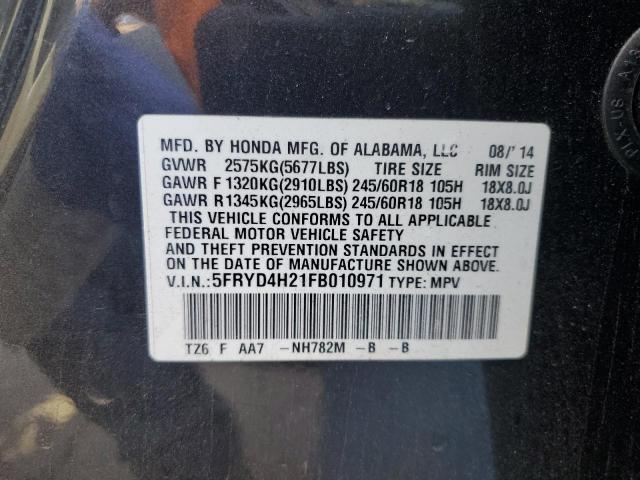 MFD. BY HONDA MFG. OF ALABAMA, LLC 08/'14
GVWR 2575KG(5677LBS) TIRE SIZE RIM SIZE
GAWR F 1320KG(2910LBS) 245/60R18 105H 18X8.0J
GAWR R1345KG(2965LBS) 245/60R18 105H 18X8.0J
THIS VEHICLE CONFORMS TO ALL APPLICABLE
FEDERAL MOTOR VEHICLE SAFETY
AND THEFT PREVENTION STANDARDS IN EFFECT
ON THE DATE OF MANUFACTURE SHOWN ABOVE
V.I.N.:5FRYD4H21FB010971 TYPE: MPV
TZ6 F AA7 -NH782M -B -B